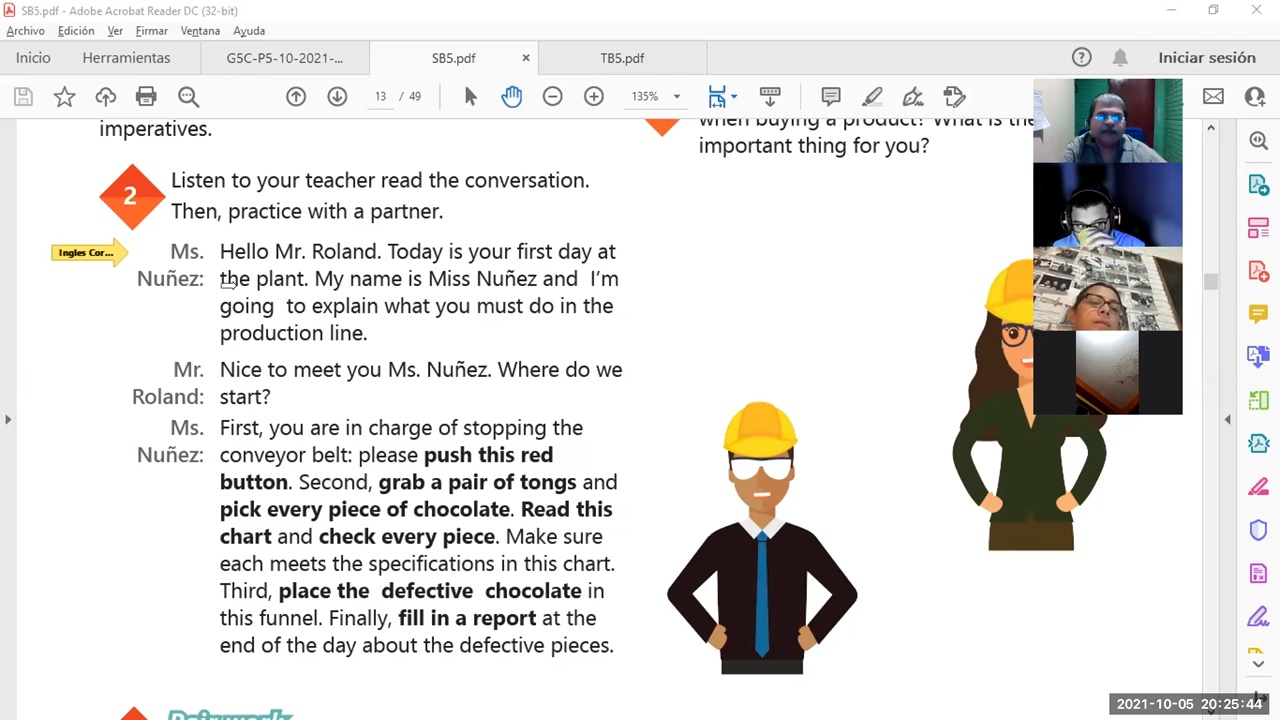 SB5.pdf - Adobe Acrobat Reader DC (32-bit)
Archivo Edición Ver Firmar Ventana Ayuda
Inicio Herramientas G5C-P5-10-2021-... SB5.pdf × TB5.pdf Iniciar sesión
13 / 49 135%
imperatives.
when buying a product? What is the
important thing for you?
2
Listen to your teacher read the conversation.
Then, practice with a partner.
Ingles Cor...
Ms. Hello Mr. Roland. Today is your first day at
Nuñez: the plant. My name is Miss Nuñez and I’m
going to explain what you must do in the
production line.
Mr. Nice to meet you Ms. Nuñez. Where do we
Roland: start?
Ms. First, you are in charge of stopping the
Nuñez: conveyor belt: please push this red
button. Second, grab a pair of tongs and
pick every piece of chocolate. Read this
chart and check every piece. Make sure
each meets the specifications in this chart.
Third, place the defective chocolate in
this funnel. Finally, fill in a report at the
end of the day about the defective pieces.
Pair work
2021-10-05 20:25:44